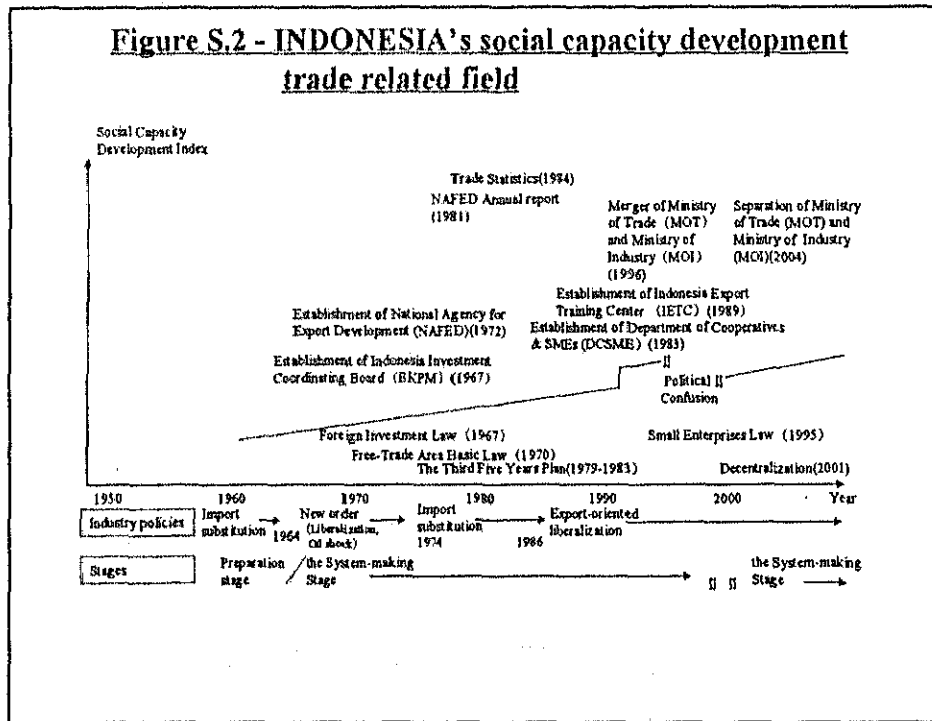 Figure S.2 - INDONESIA's social capacity development
trade related field
Social Capacity
Development Index
Trade Statistics(1984)
NAFED Annual report
(1981)
Merger of Ministry
of Trade (MOT)
and Ministry of
Industry (MOI)
(1996)
Separation of Ministry
of Trade (MOT) and
Ministry of Industry
(MOI)(2004)
Establishment of National Agency for
Export Development (NAFED)(1972)
Establishment of Indonesia Export
Training Center (IETC) (1989)
Establishment of Department of Cooperatives
& SMEs (DCSME) (1983)
Establishment of Indonesia Investment
Coordinating Board (BKPM) (1967)
Political
Confusion
Foreign Investment Law (1967)
Small Enterprises Law (1995)
Free-Trade Area Basic Law (1970)
The Third Five Years Plan(1979-1983)
Decentralization(2001)
1950 1960 1970 1980 1990 2000 Year
Industry policies
Import
substitution
1964
New order
(Liberalization,
Oil shock)
Import
substitution
1974
1986
Export-oriented
liberalization
Stages
Preparation
stage
the System-making
Stage
the System-making
Stage